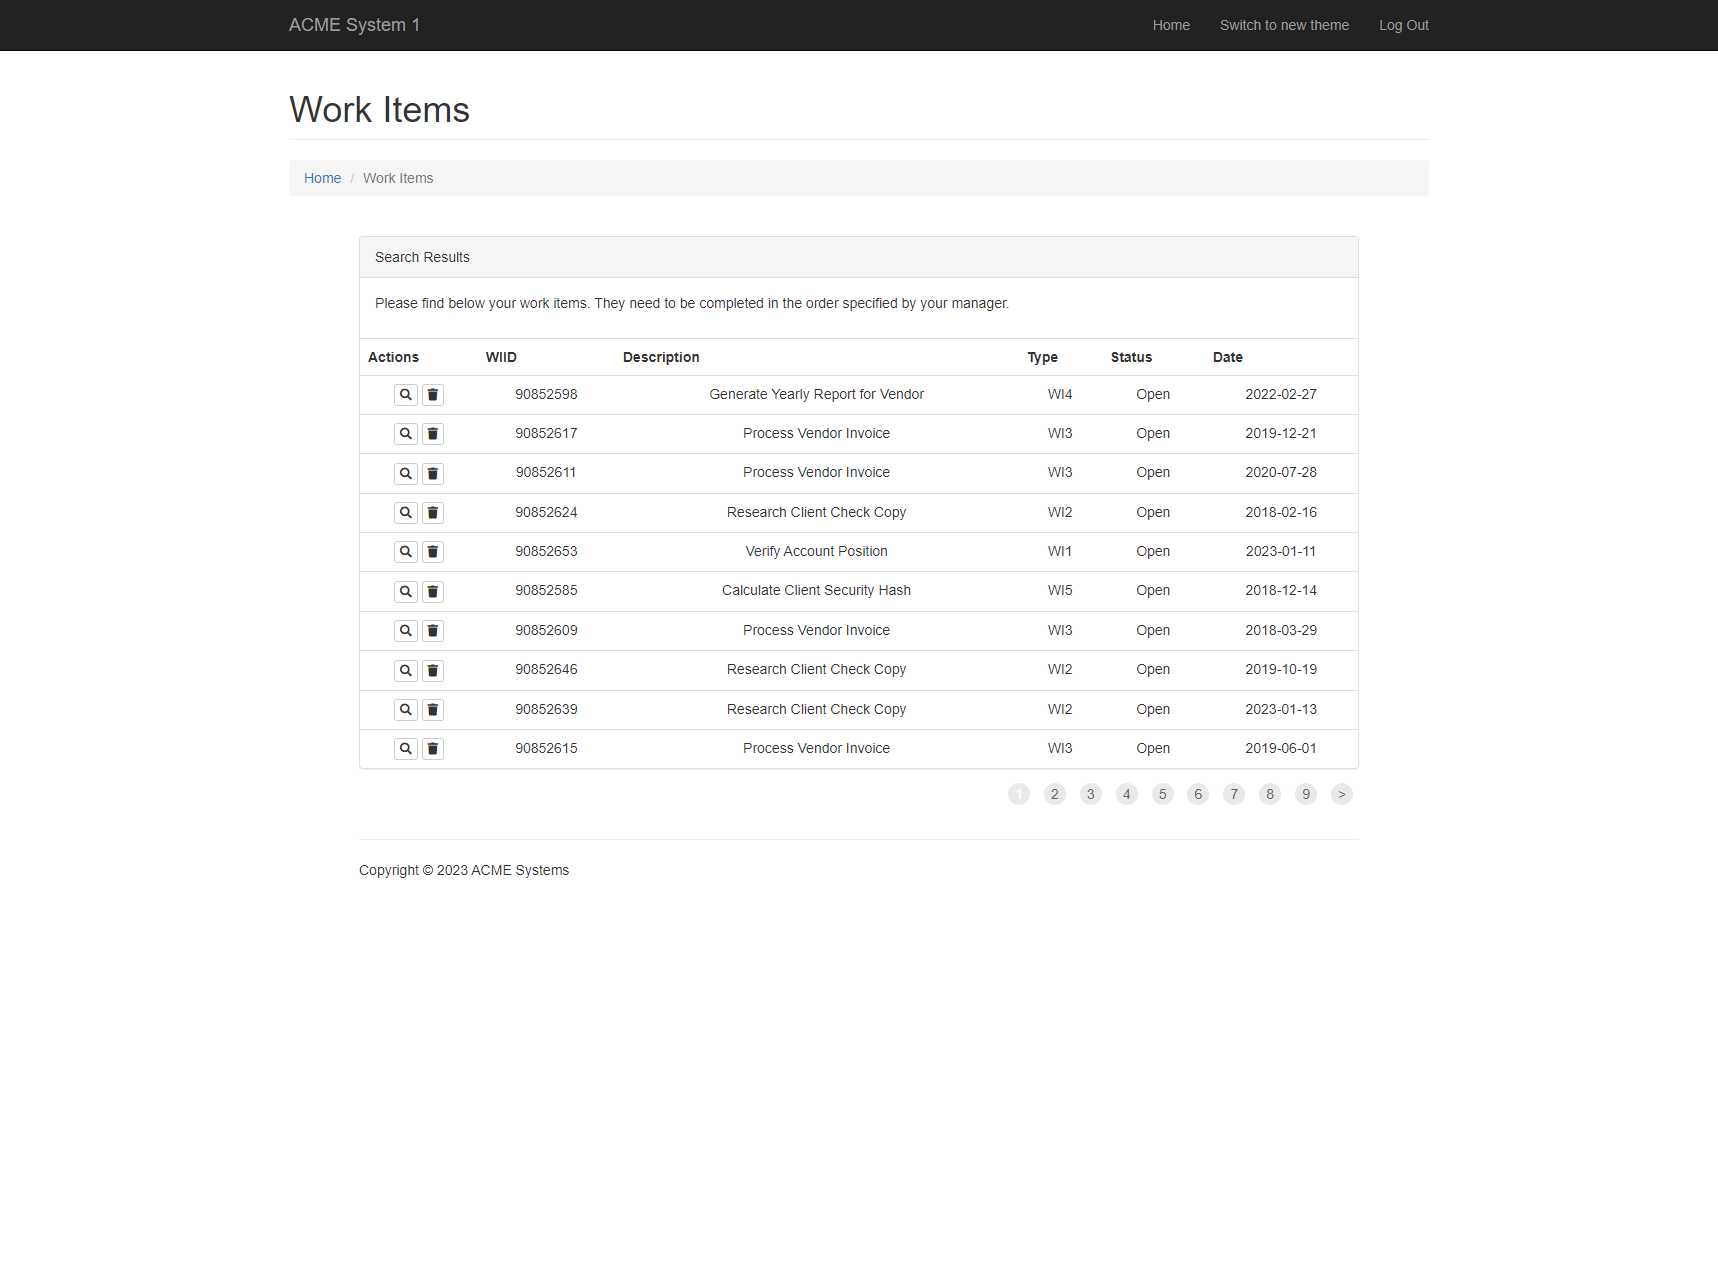 ACME System 1 Home Switch to new theme Log Out
Work Items
Home / Work Items
Search Results
Please find below your work items. They need to be completed in the order specified by your manager.
Actions WIID Description Type Status Date
90852598 Generate Yearly Report for Vendor WI4 Open 2022-02-27
90852617 Process Vendor Invoice WI3 Open 2019-12-21
90852611 Process Vendor Invoice WI3 Open 2020-07-28
90852624 Research Client Check Copy WI2 Open 2018-02-16
90852653 Verify Account Position WI1 Open 2023-01-11
90852585 Calculate Client Security Hash WI5 Open 2018-12-14
90852609 Process Vendor Invoice WI3 Open 2018-03-29
90852646 Research Client Check Copy WI2 Open 2019-10-19
90852639 Research Client Check Copy WI2 Open 2023-01-13
90852615 Process Vendor Invoice WI3 Open 2019-06-01
1 2 3 4 5 6 7 8 9 >
Copyright © 2023 ACME Systems